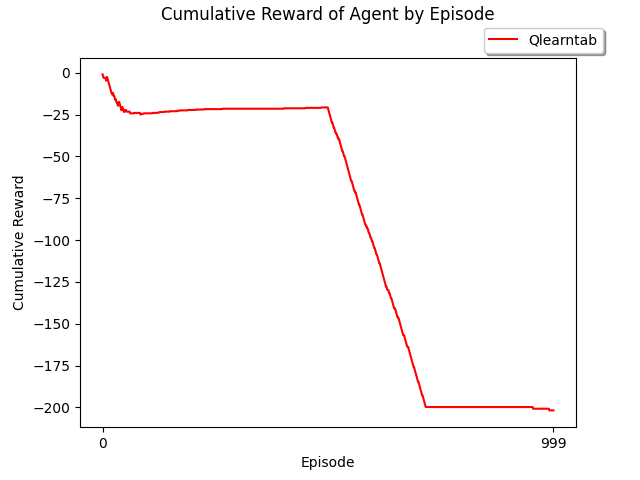 Cumulative Reward of Agent by Episode
Qlearntab
0
−25
−50
−75
−100
−125
−150
−175
−200
Cumulative Reward
0
999
Episode